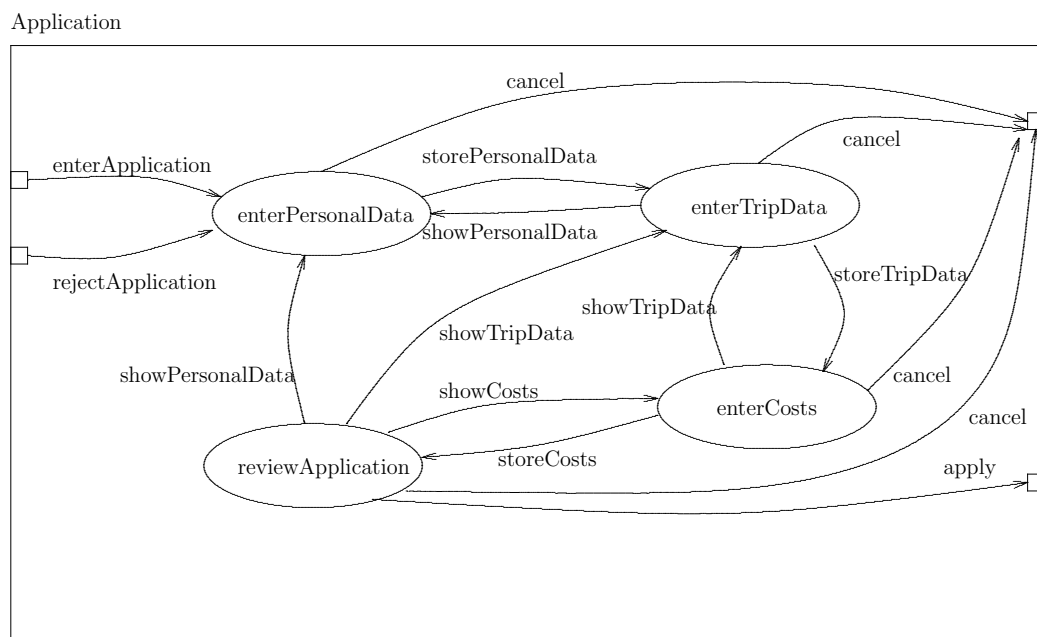 Application
cancel
cancel
enterApplication
storePersonalData
enterPersonalData
enterTripData
showPersonalData
rejectApplication
storeTripData
showTripData
showTripData
showPersonalData
cancel
showCosts
enterCosts
cancel
storeCosts
reviewApplication
apply